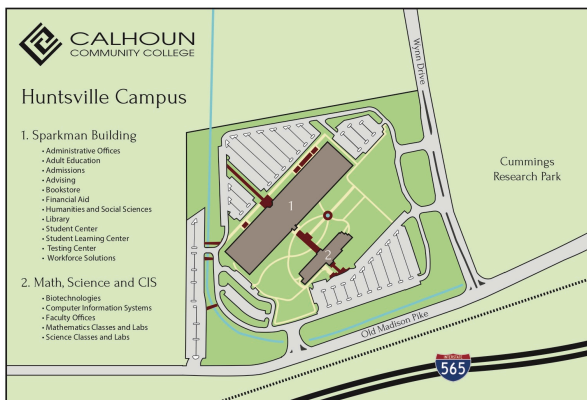 CALHOUN
COMMUNITY COLLEGE
Huntsville Campus
1. Sparkman Building
• Administrative Offices
• Adult Education
• Admissions
• Advising
• Bookstore
• Financial Aid
• Humanities and Social Sciences
• Library
• Student Center
• Student Learning Center
• Testing Center
• Workforce Solutions
2. Math, Science and CIS
• Biotechnologies
• Computer Information Systems
• Faculty Offices
• Mathematics Classes and Labs
• Science Classes and Labs
1
2
Wynn Drive
Cummings
Research Park
Old Madison Pike
INTERSTATE
565